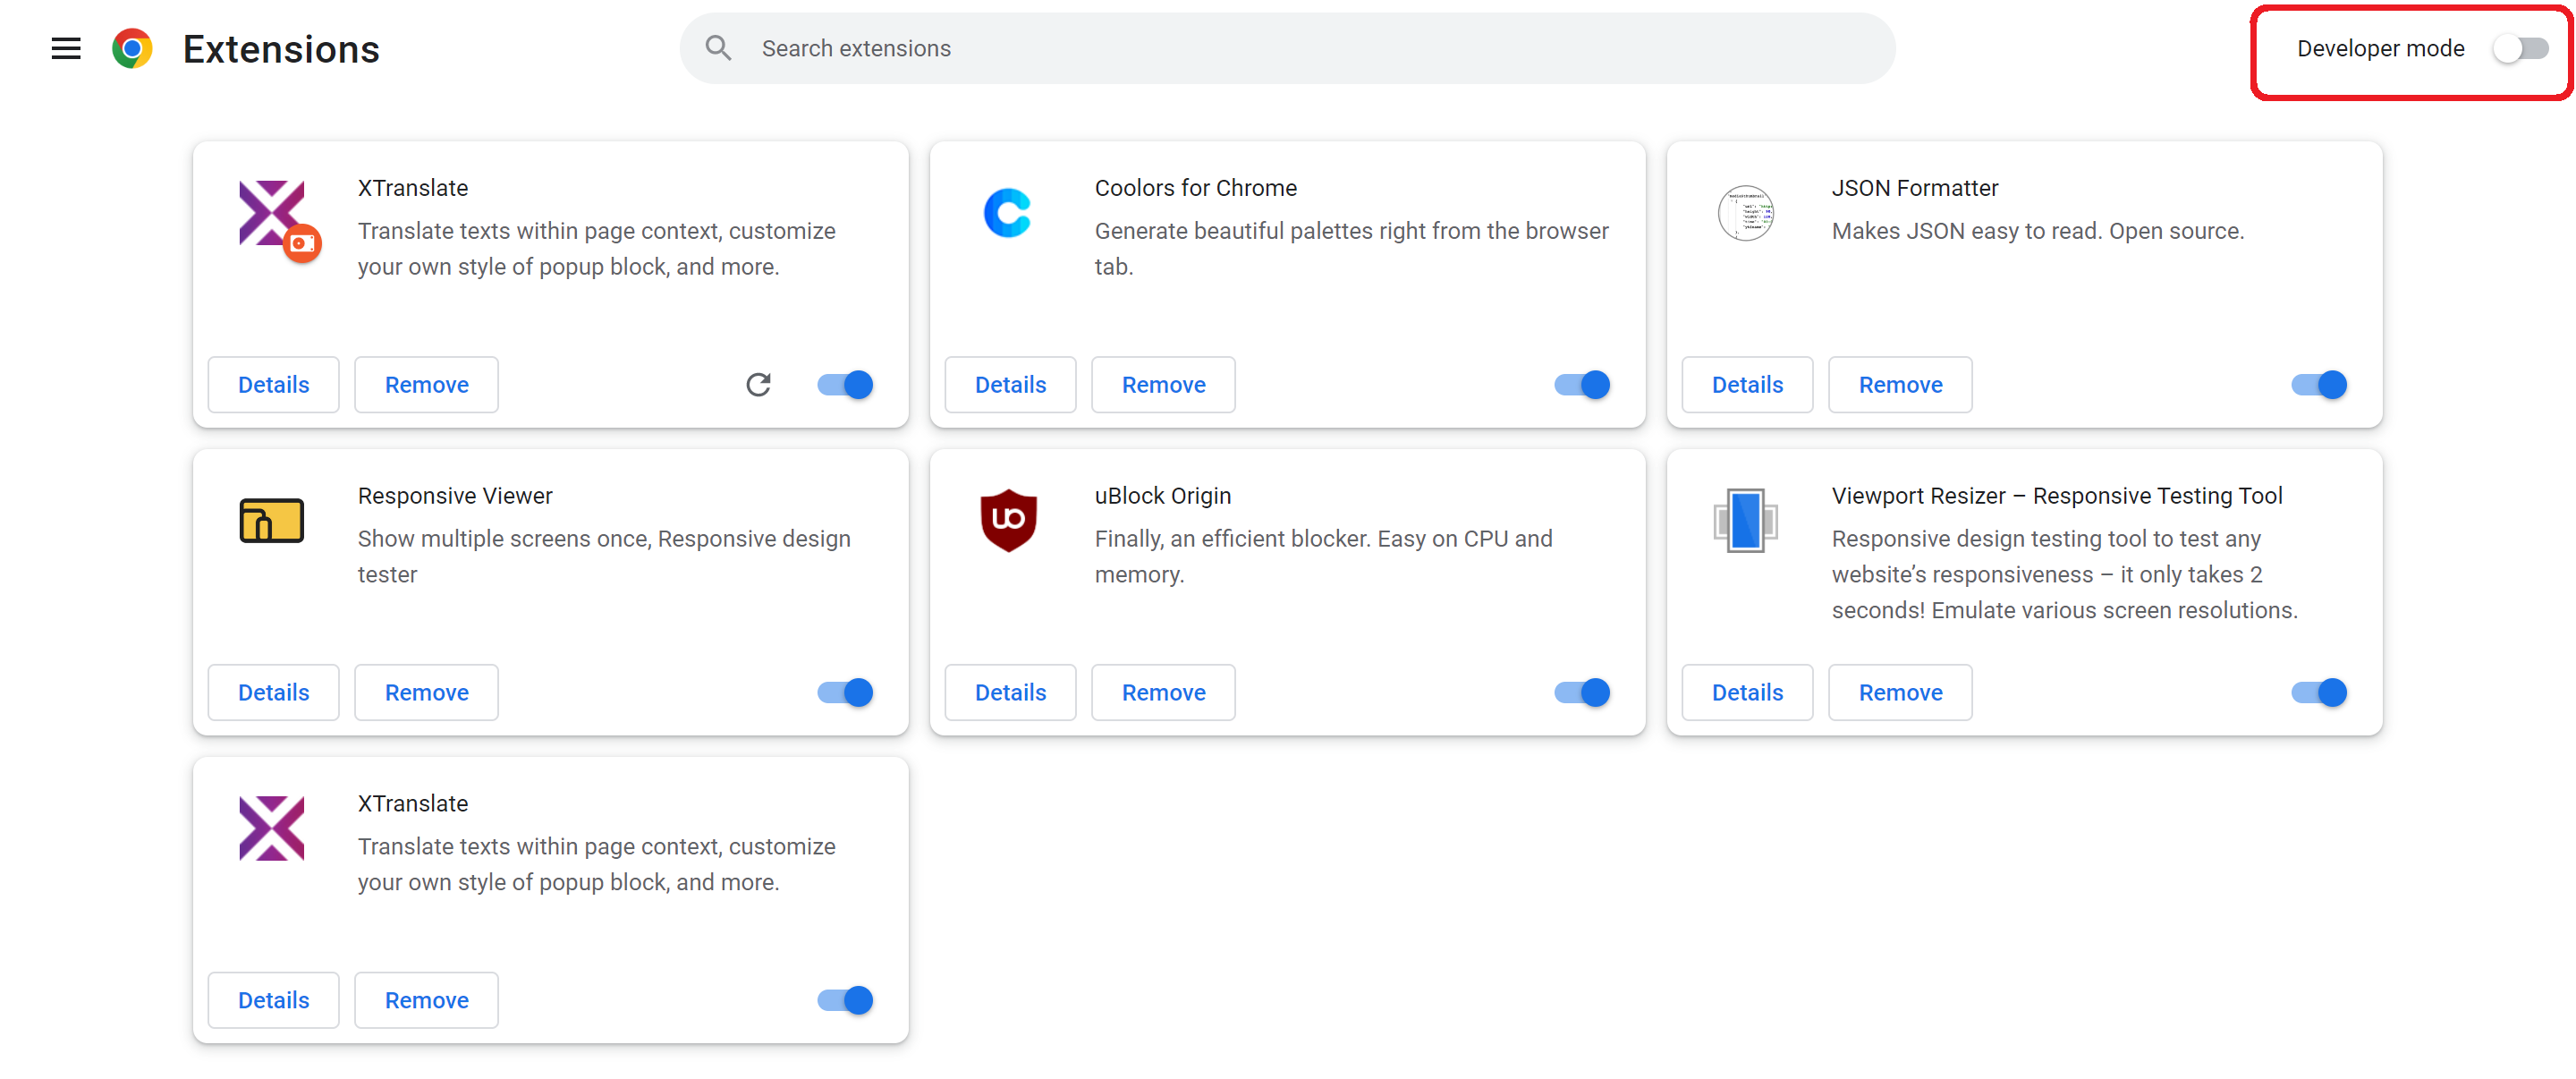 Extensions
Search extensions
Developer mode
XTranslate
Translate texts within page context, customize
your own style of popup block, and more.
Details
Remove
Coolors for Chrome
Generate beautiful palettes right from the browser
tab.
Details
Remove
JSON Formatter
Makes JSON easy to read. Open source.
Details
Remove
Responsive Viewer
Show multiple screens once, Responsive design
tester
Details
Remove
uBlock Origin
Finally, an efficient blocker. Easy on CPU and
memory.
Details
Remove
Viewport Resizer – Responsive Testing Tool
Responsive design testing tool to test any
website’s responsiveness – it only takes 2
seconds! Emulate various screen resolutions.
Details
Remove
XTranslate
Translate texts within page context, customize
your own style of popup block, and more.
Details
Remove